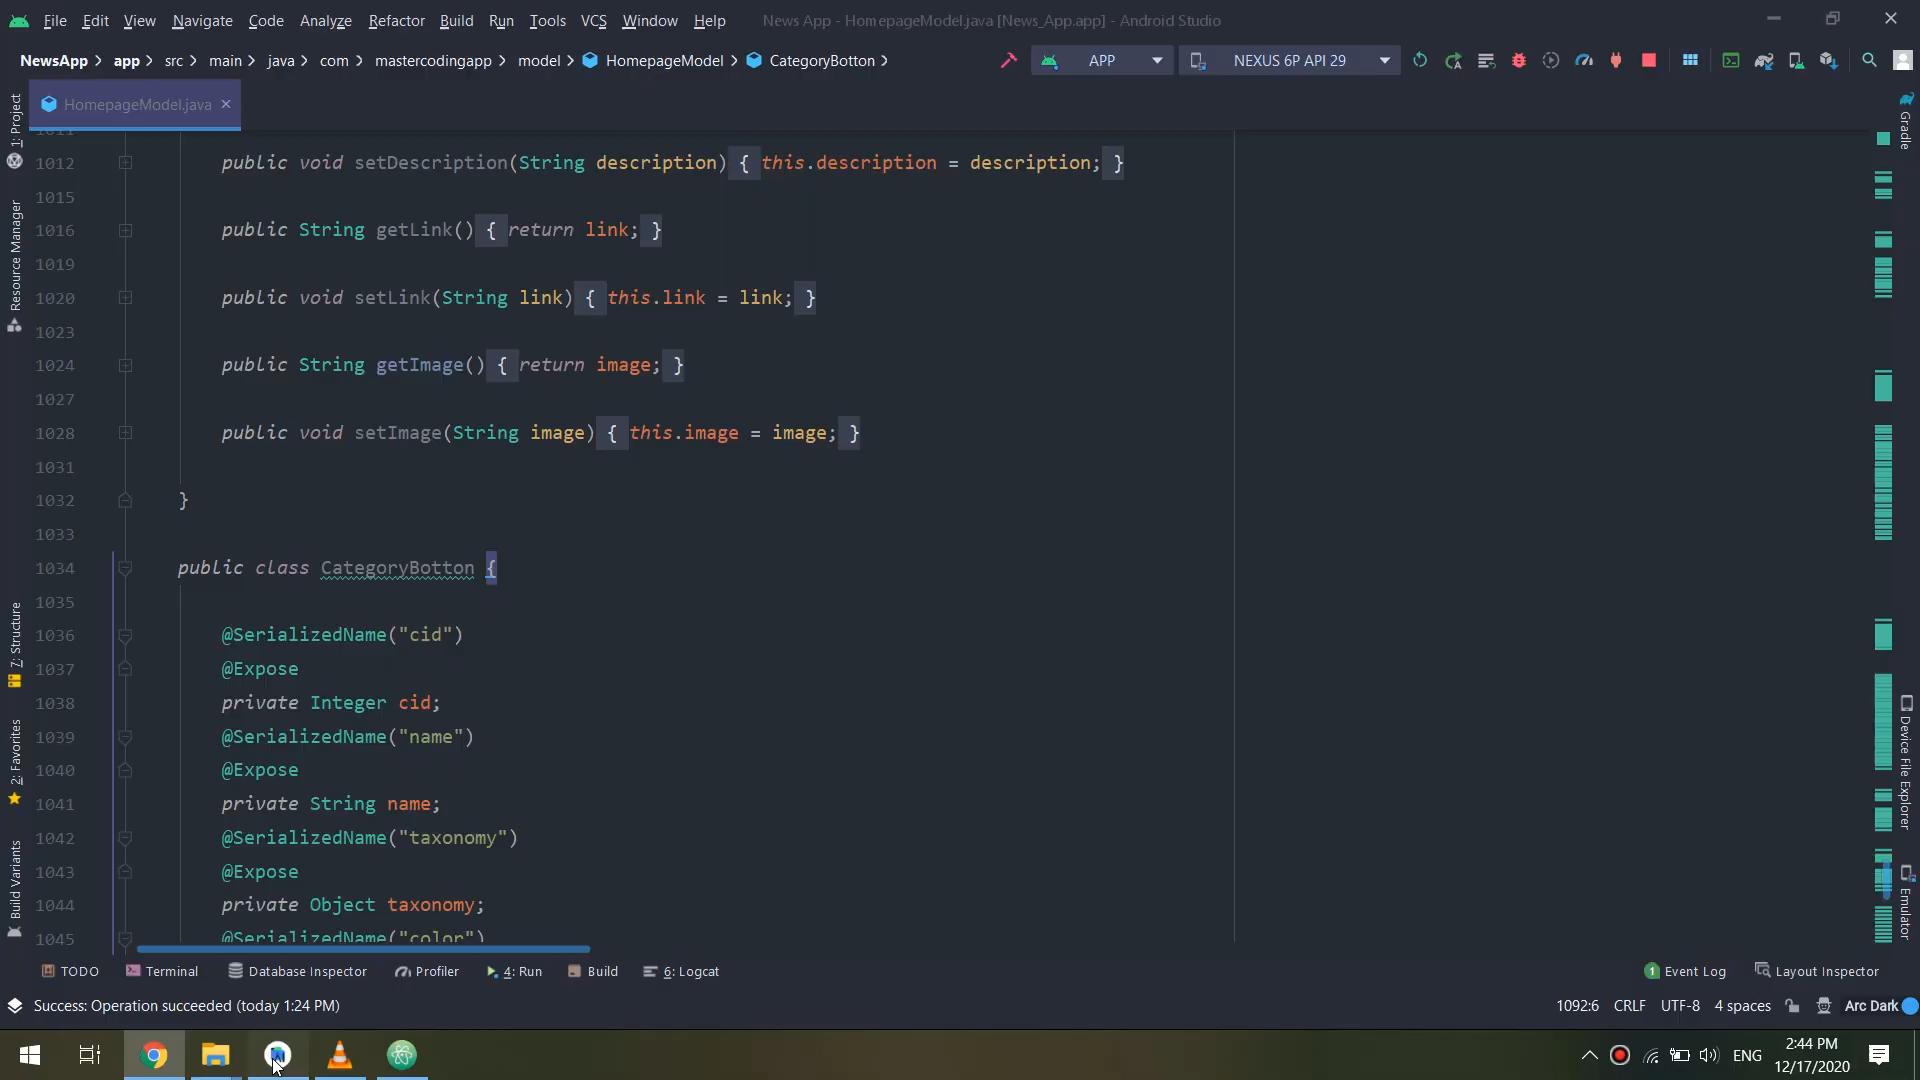 File Edit View Navigate Code Analyze Refactor Build Run Tools VCS Window Help News App - HomepageModel.java [News_App.app] - Android Studio
NewsApp app src main java com mastercodingapp model HomepageModel CategoryBotton APP NEXUS 6P API 29
HomepageModel.java
1012 public void setDescription(String description) { this.description = description; }
1015
1016 public String getLink() { return link; }
1019
1020 public void setLink(String link) { this.link = link; }
1023
1024 public String getImage() { return image; }
1027
1028 public void setImage(String image) { this.image = image; }
1031
1032 }
1033
1034 public class CategoryBotton {
1035
1036 @SerializedName("cid")
1037 @Expose
1038 private Integer cid;
1039 @SerializedName("name")
1040 @Expose
1041 private String name;
1042 @SerializedName("taxonomy")
1043 @Expose
1044 private Object taxonomy;
1045 @SerializedName("color")
1: Project
Resource Manager
7: Structure
2: Favorites
Build Variants
Gradle
Device File Explorer
Emulator
TODO Terminal Database Inspector Profiler 4: Run Build 6: Logcat 1 Event Log Layout Inspector
Success: Operation succeeded (today 1:24 PM) 1092:6 CRLF UTF-8 4 spaces Arc Dark
ENG 2:44 PM
12/17/2020